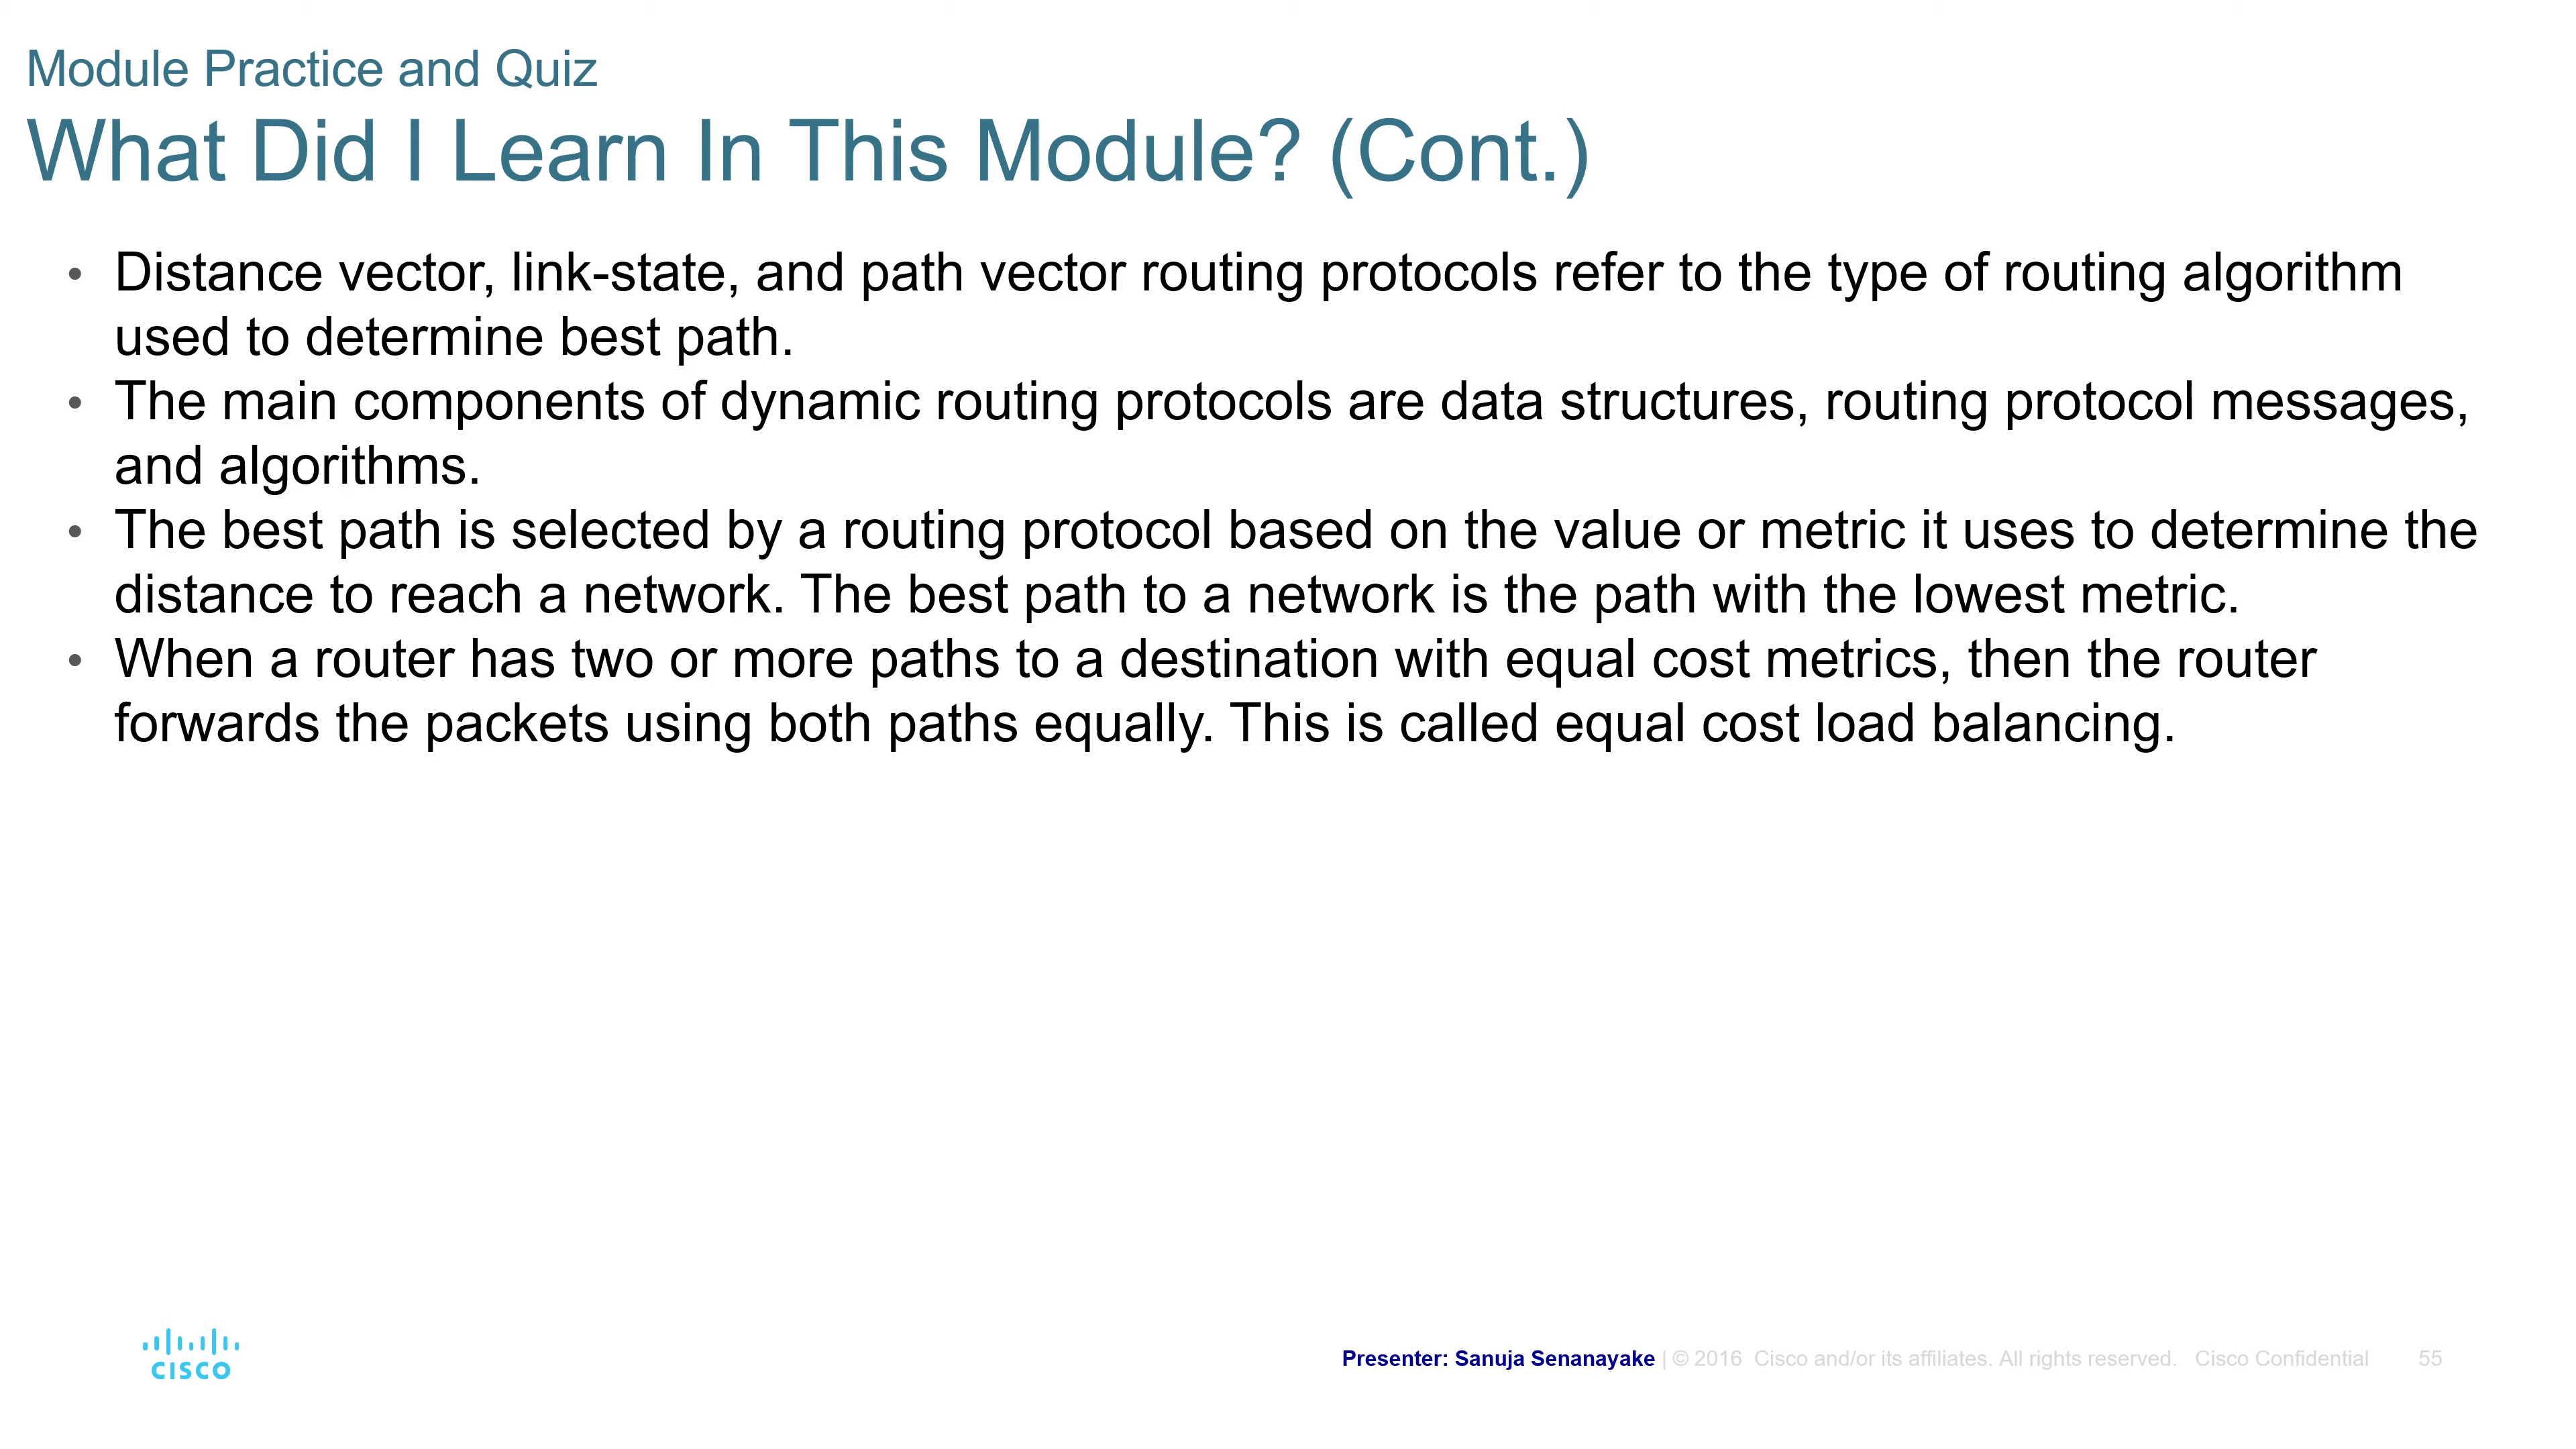 Module Practice and Quiz
What Did I Learn In This Module? (Cont.)
• Distance vector, link-state, and path vector routing protocols refer to the type of routing algorithm
used to determine best path.
• The main components of dynamic routing protocols are data structures, routing protocol messages,
and algorithms.
• The best path is selected by a routing protocol based on the value or metric it uses to determine the
distance to reach a network. The best path to a network is the path with the lowest metric.
• When a router has two or more paths to a destination with equal cost metrics, then the router
forwards the packets using both paths equally. This is called equal cost load balancing.
CISCO
Presenter: Sanuja Senanayake | © 2016 Cisco and/or its affiliates. All rights reserved. Cisco Confidential 55